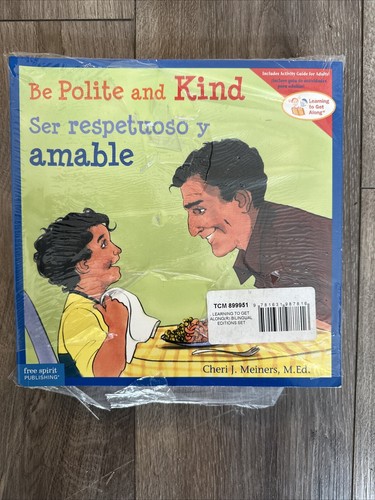 Includes Activity Guide for Adults!
Learning
to Get
Along®
Be Polite and Kind
Ser respetuoso y
amable
TCM 899951
LEARNING TO GET
ALONG(R) BILINGUAL
EDITIONS SET
free spirit
PUBLISHING®
Cheri J. Meiners, M.Ed.